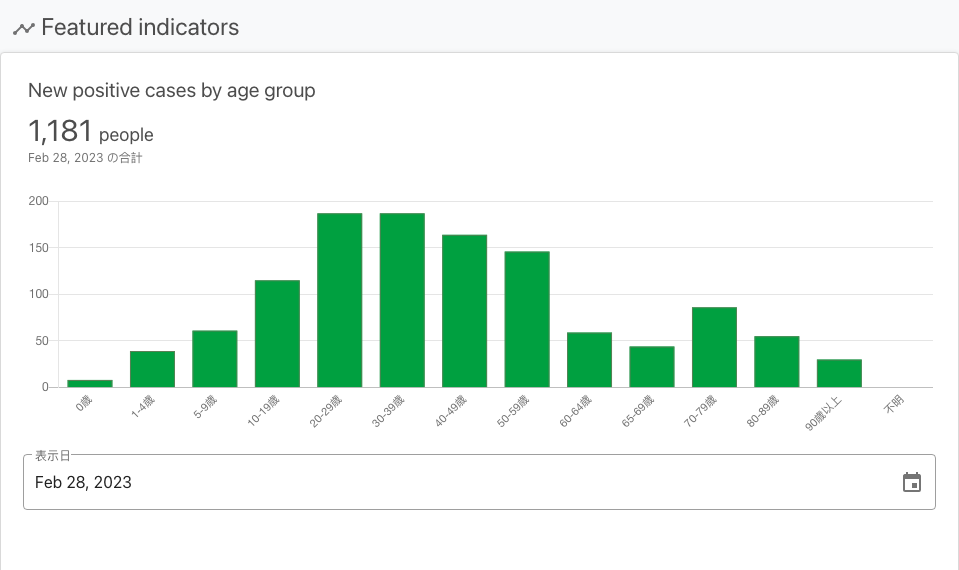 Featured indicators
New positive cases by age group
1,181 people
Feb 28, 2023 の合計
200
150
100
50
0
0歳
1-4歳
5-9歳
10-19歳
20-29歳
30-39歳
40-49歳
50-59歳
60-64歳
65-69歳
70-79歳
80-89歳
90歳以上
不明
表示日
Feb 28, 2023